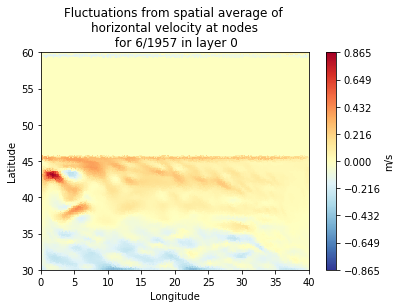 Fluctuations from spatial average of
horizontal velocity at nodes
for 6/1957 in layer 0
60
55
50
45
40
35
30
Latitude
0 5 10 15 20 25 30 35 40
Longitude
0.865
0.649
0.432
0.216
0.000
−0.216
−0.432
−0.649
−0.865
m/s